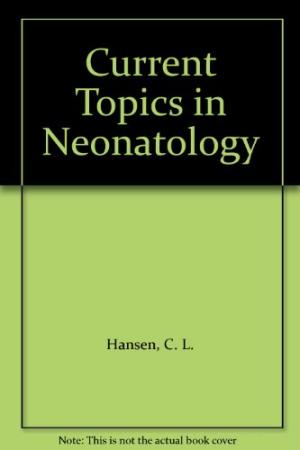 Current
Topics in
Neonatology
Hansen, C. L.
Note: This is not the actual book cover